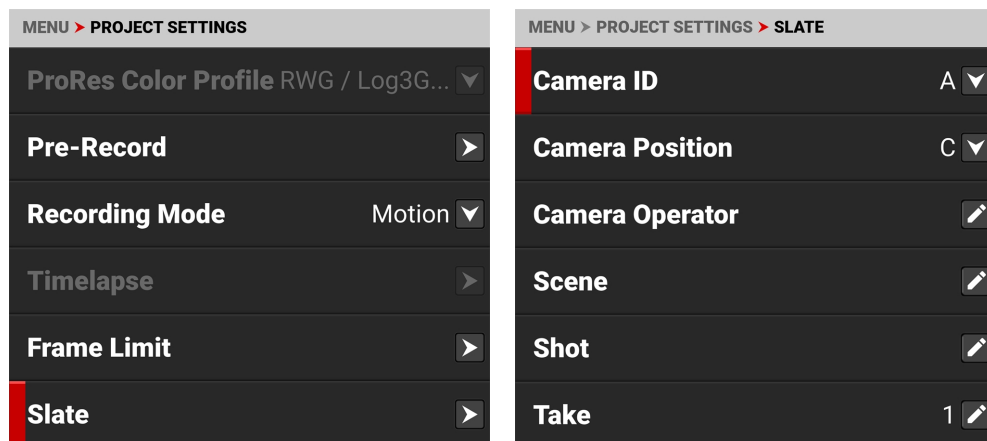 MENU ➤ PROJECT SETTINGS
ProRes Color Profile RWG / Log3G...
Pre-Record
Recording Mode Motion
Timelapse
Frame Limit
Slate
MENU ➤ PROJECT SETTINGS ➤ SLATE
Camera ID A
Camera Position C
Camera Operator
Scene
Shot
Take 1